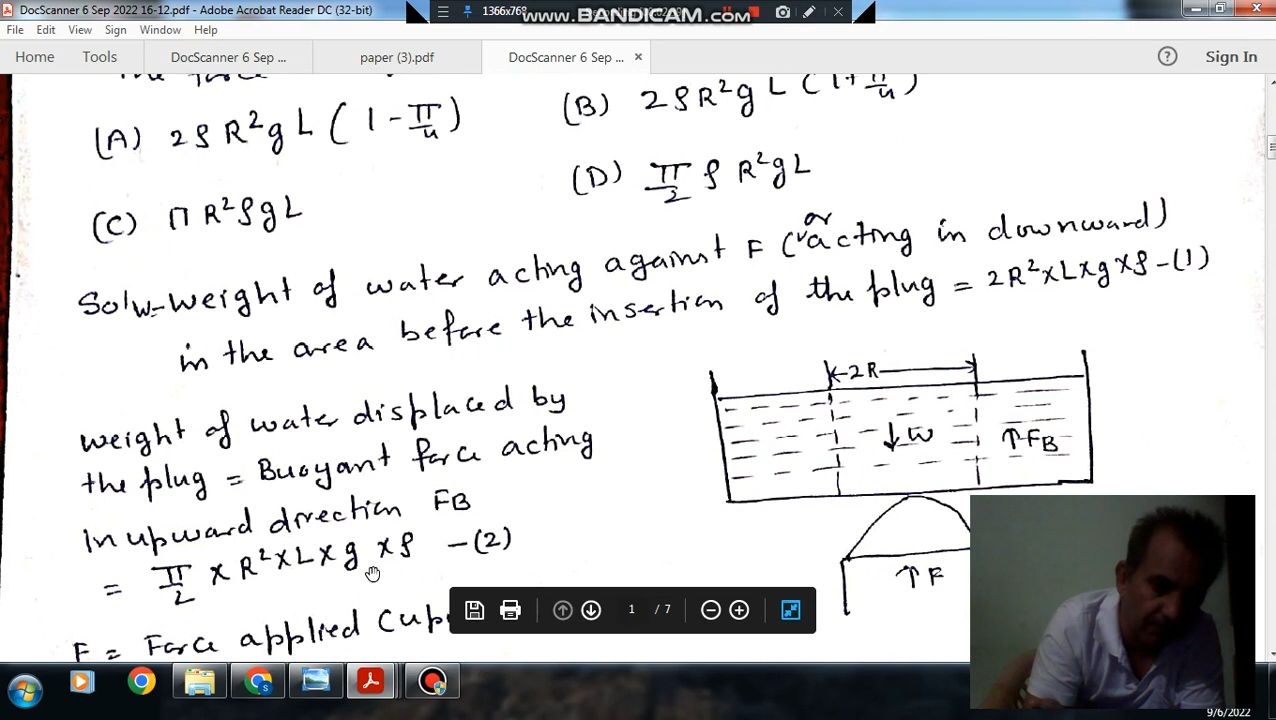 DocScanner 6 Sep 2022 16-12.pdf - Adobe Acrobat Reader DC (32-bit)
1366x768
www.BANDICAM.com
File Edit View Sign Window Help
Home Tools DocScanner 6 Sep ... paper (3).pdf DocScanner 6 Sep ... × Sign In
The force
(A) 2ρR²gL(1-π/4) (B) 2ρR²gL(1+π/4)
(C) πR²ρgL (D) π/2 ρR²gL
Soln-weight of water acting against F (or acting in downward)
in the area before the insertion of the plug = 2R²×L×g×ρ-(1)
weight of water displaced by
the plug = Buoyant force acting
in upward direction FB
= π/2 × R²×L×g×ρ -(2)
F = Force applied
←2R→
↓W ↑FB
↑F
1 / 7
9/6/2022